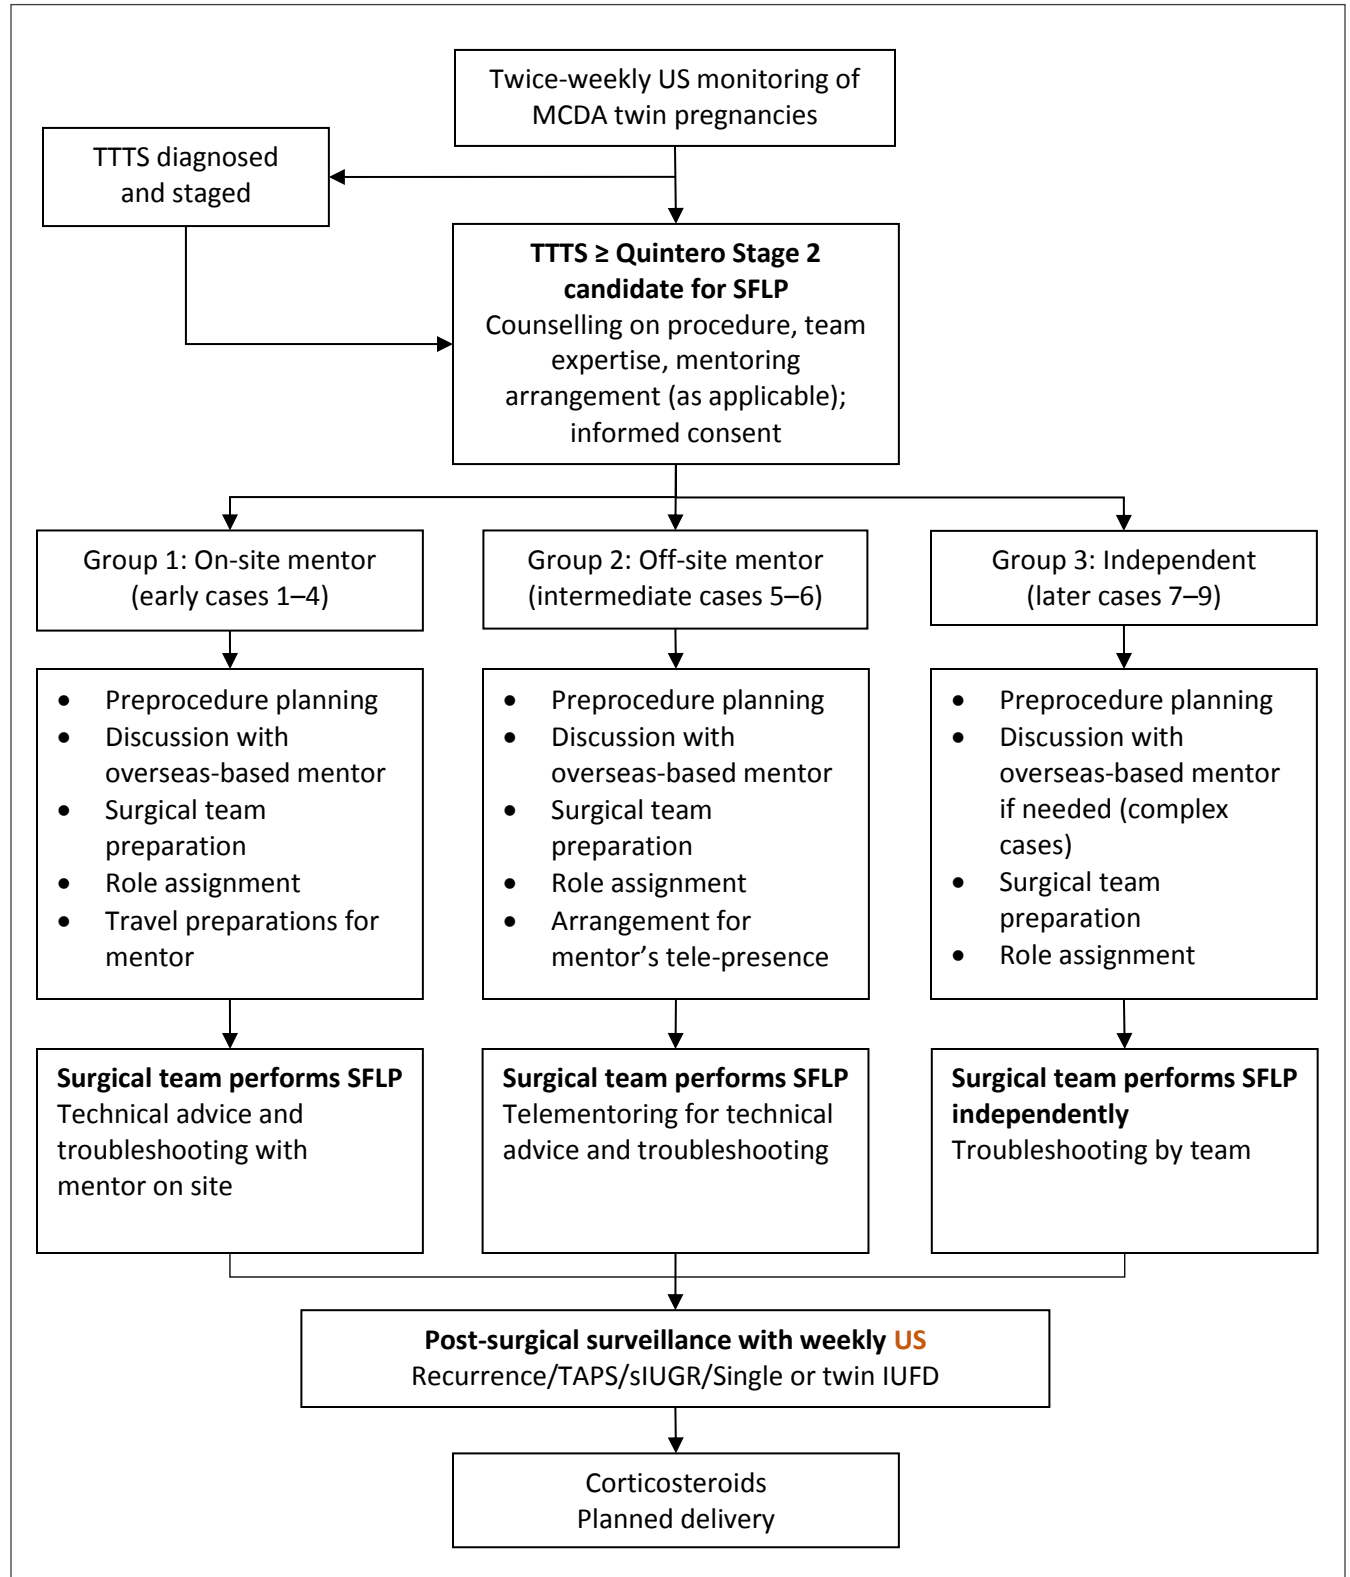 Twice-weekly US monitoring of
MCDA twin pregnancies
TTTS diagnosed
and staged
TTTS ≥ Quintero Stage 2
candidate for SFLP
Counselling on procedure, team
expertise, mentoring
arrangement (as applicable);
informed consent
Group 1: On-site mentor
(early cases 1–4)
Group 2: Off-site mentor
(intermediate cases 5–6)
Group 3: Independent
(later cases 7–9)
• Preprocedure planning
• Discussion with
overseas-based mentor
• Surgical team
preparation
• Role assignment
• Travel preparations for
mentor
• Preprocedure planning
• Discussion with
overseas-based mentor
• Surgical team
preparation
• Role assignment
• Arrangement for
mentor’s tele-presence
• Preprocedure planning
• Discussion with
overseas-based mentor
if needed (complex
cases)
• Surgical team
preparation
• Role assignment
Surgical team performs SFLP
Technical advice and
troubleshooting with
mentor on site
Surgical team performs SFLP
Telementoring for technical
advice and troubleshooting
Surgical team performs SFLP
independently
Troubleshooting by team
Post-surgical surveillance with weekly US
Recurrence/TAPS/sIUGR/Single or twin IUFD
Corticosteroids
Planned delivery